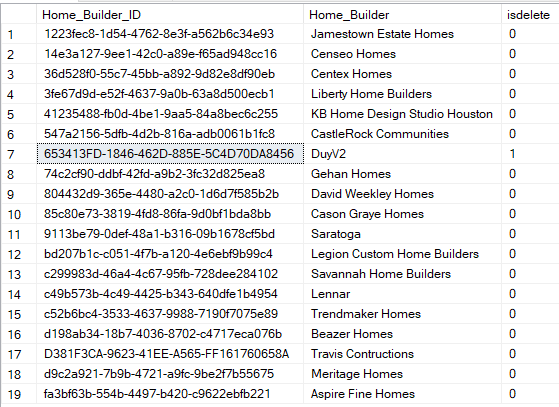 Home_Builder_ID Home_Builder isdelete
1 1223fec8-1d54-4762-8e3f-a562b6c34e93 Jamestown Estate Homes 0
2 14e3a127-9ee1-42c0-a89e-f65ad948cc16 Censeo Homes 0
3 36d528f0-55c7-45bb-a892-9d82e8df90eb Centex Homes 0
4 3fe67d9d-e52f-4637-9a0b-63a8d500ecb1 Liberty Home Builders 0
5 41235488-fb0d-4be1-9aa5-84a8bec6c255 KB Home Design Studio Houston 0
6 547a2156-5dfb-4d2b-816a-adb0061b1fc8 CastleRock Communities 0
7 653413FD-1846-462D-885E-5C4D70DA8456 DuyV2 1
8 74c2cf90-ddbf-42fd-a9b2-3fc32d825ea8 Gehan Homes 0
9 804432d9-365e-4480-a2c0-1d6d7f585b2b David Weekley Homes 0
10 85c80e73-3819-4fd8-86fa-9d0bf1bda8bb Cason Graye Homes 0
11 9113be79-0def-48a1-b316-09b1678cf5bd Saratoga 0
12 bd207b1c-c051-4f7b-a120-4e6ebf9b99c4 Legion Custom Home Builders 0
13 c299983d-46a4-4c67-95fb-728dee284102 Savannah Home Builders 0
14 c49b573b-4c49-4425-b343-640dfe1b4954 Lennar 0
15 c52b6bc4-3533-4637-9988-7190f7075e89 Trendmaker Homes 0
16 d198ab34-18b7-4036-8702-c4717eca076b Beazer Homes 0
17 D381F3CA-9623-41EE-A565-FF161760658A Travis Contructions 0
18 d9c2a921-7b9b-4721-a9fc-9be2f7b55675 Meritage Homes 0
19 fa3bf63b-554b-4497-b420-c9622ebfb221 Aspire Fine Homes 0